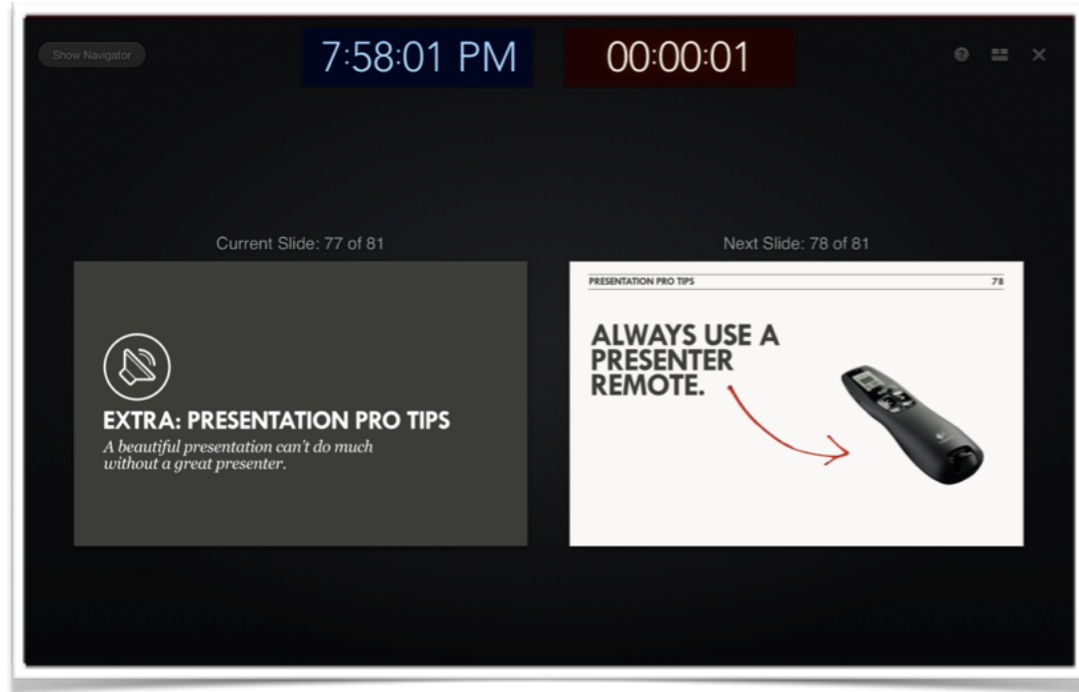 Show Navigator
7:58:01 PM
00:00:01
Current Slide: 77 of 81
EXTRA: PRESENTATION PRO TIPS
A beautiful presentation can't do much
without a great presenter.
Next Slide: 78 of 81
PRESENTATION PRO TIPS 78
ALWAYS USE A
PRESENTER
REMOTE.